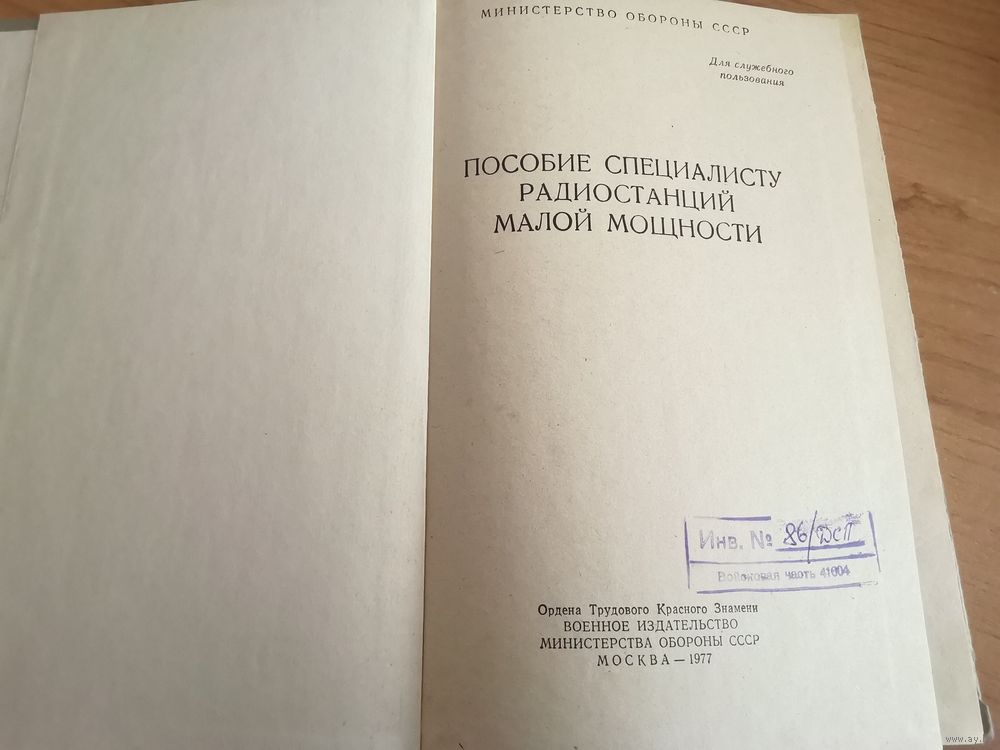 МИНИСТЕРСТВО ОБОРОНЫ СССР
Для служебного
пользования
ПОСОБИЕ СПЕЦИАЛИСТУ
РАДИОСТАНЦИЙ
МАЛОЙ МОЩНОСТИ
Инв. № 86/ДСП
Войсковая часть 41004
Ордена Трудового Красного Знамени
ВОЕННОЕ ИЗДАТЕЛЬСТВО
МИНИСТЕРСТВА ОБОРОНЫ СССР
МОСКВА — 1977